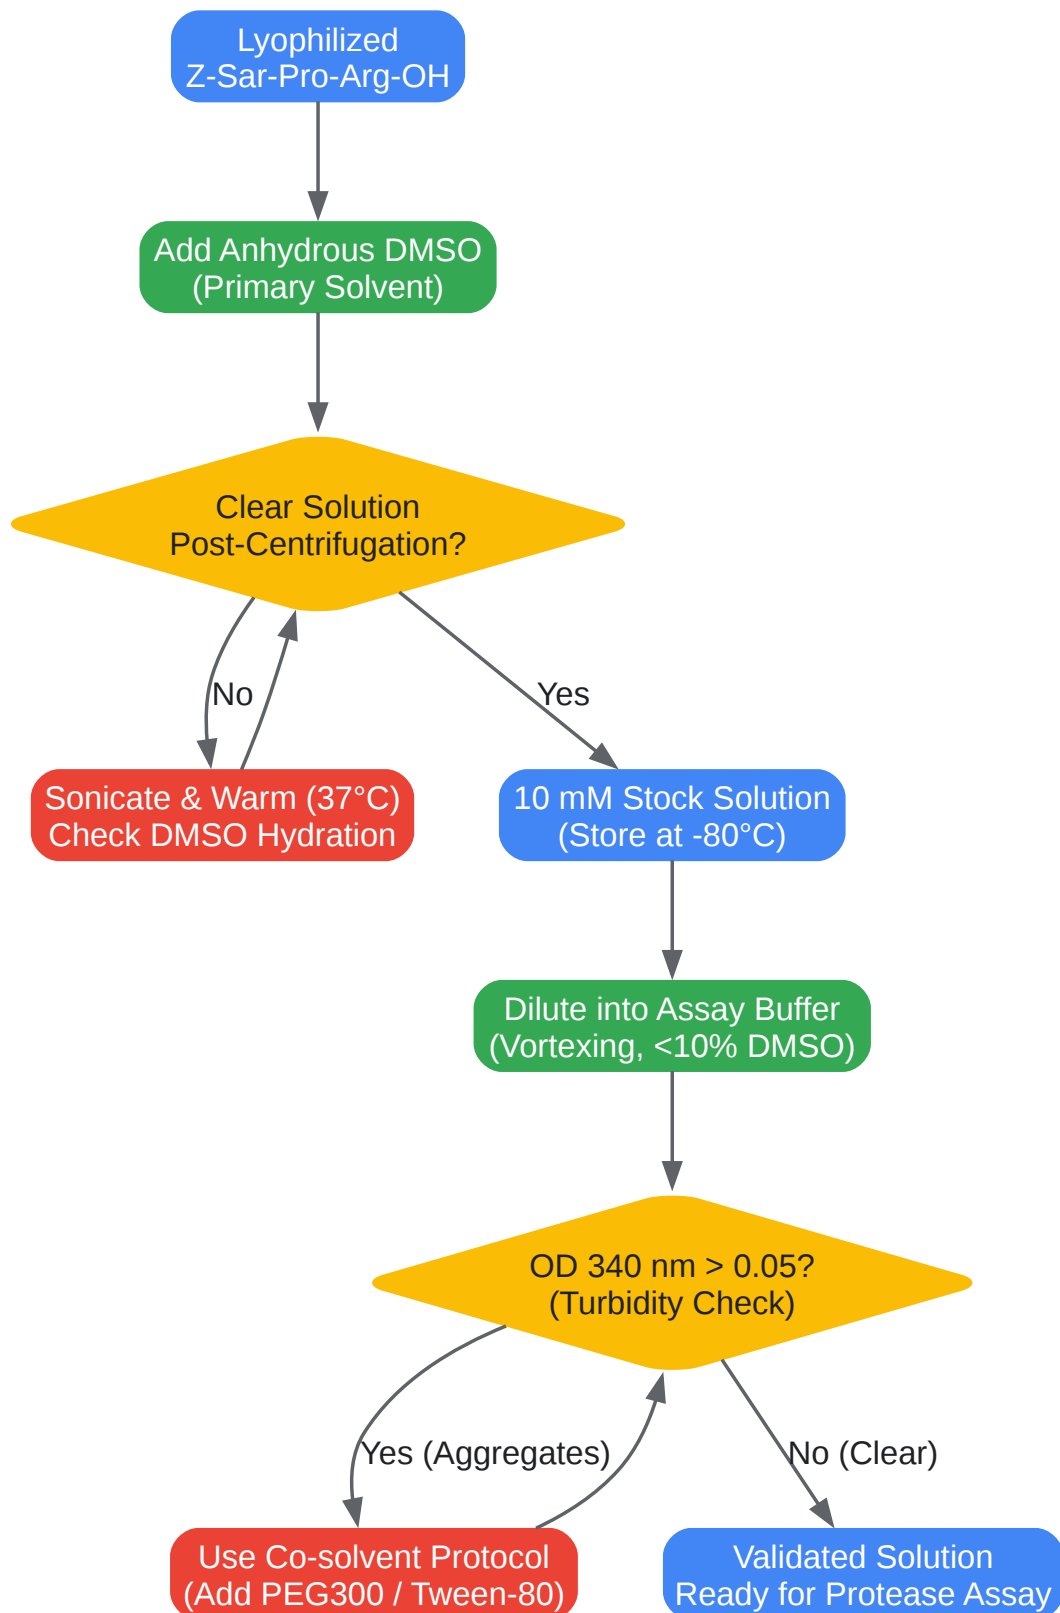 Lyophilized
Z-Sar-Pro-Arg-OH
Add Anhydrous DMSO
(Primary Solvent)
Clear Solution
Post-Centrifugation?
No
Yes
Sonicate & Warm (37°C)
Check DMSO Hydration
10 mM Stock Solution
(Store at -80°C)
Dilute into Assay Buffer
(Vortexing, <10% DMSO)
OD 340 nm > 0.05?
(Turbidity Check)
Yes (Aggregates)
No (Clear)
Use Co-solvent Protocol
(Add PEG300 / Tween-80)
Validated Solution
Ready for Protease Assay